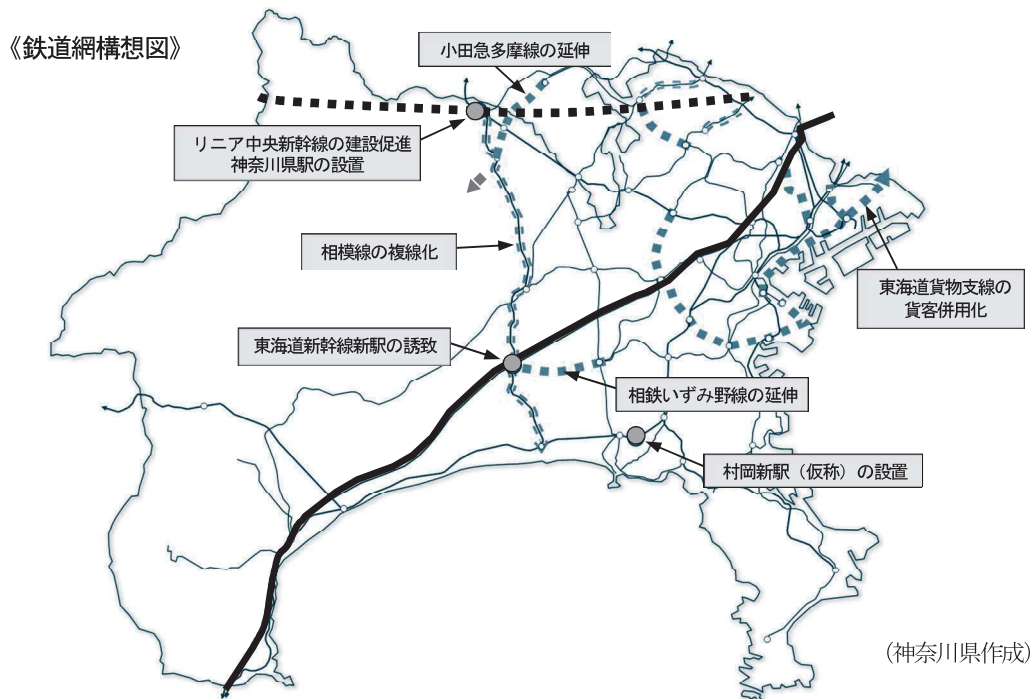 《鉄道網構想図》
小田急多摩線の延伸
リニア中央新幹線の建設促進
神奈川県駅の設置
相模線の複線化
東海道貨物支線の
貨客併用化
東海道新幹線新駅の誘致
相鉄いずみ野線の延伸
村岡新駅（仮称）の設置
(神奈川県作成)